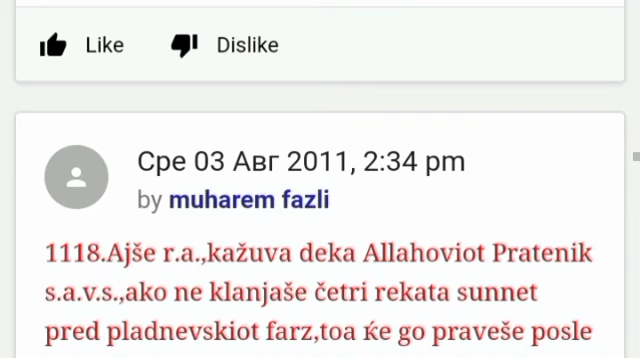 Like Dislike
Сре 03 Авг 2011, 2:34 pm
by muharem fazli
1118.Ajše r.a.,kažuva deka Allahoviot Pratenik
s.a.v.s.,ako ne klanjaše četri rekata sunnet
pred pladnevskiot farz,toa ḱe go praveše posle